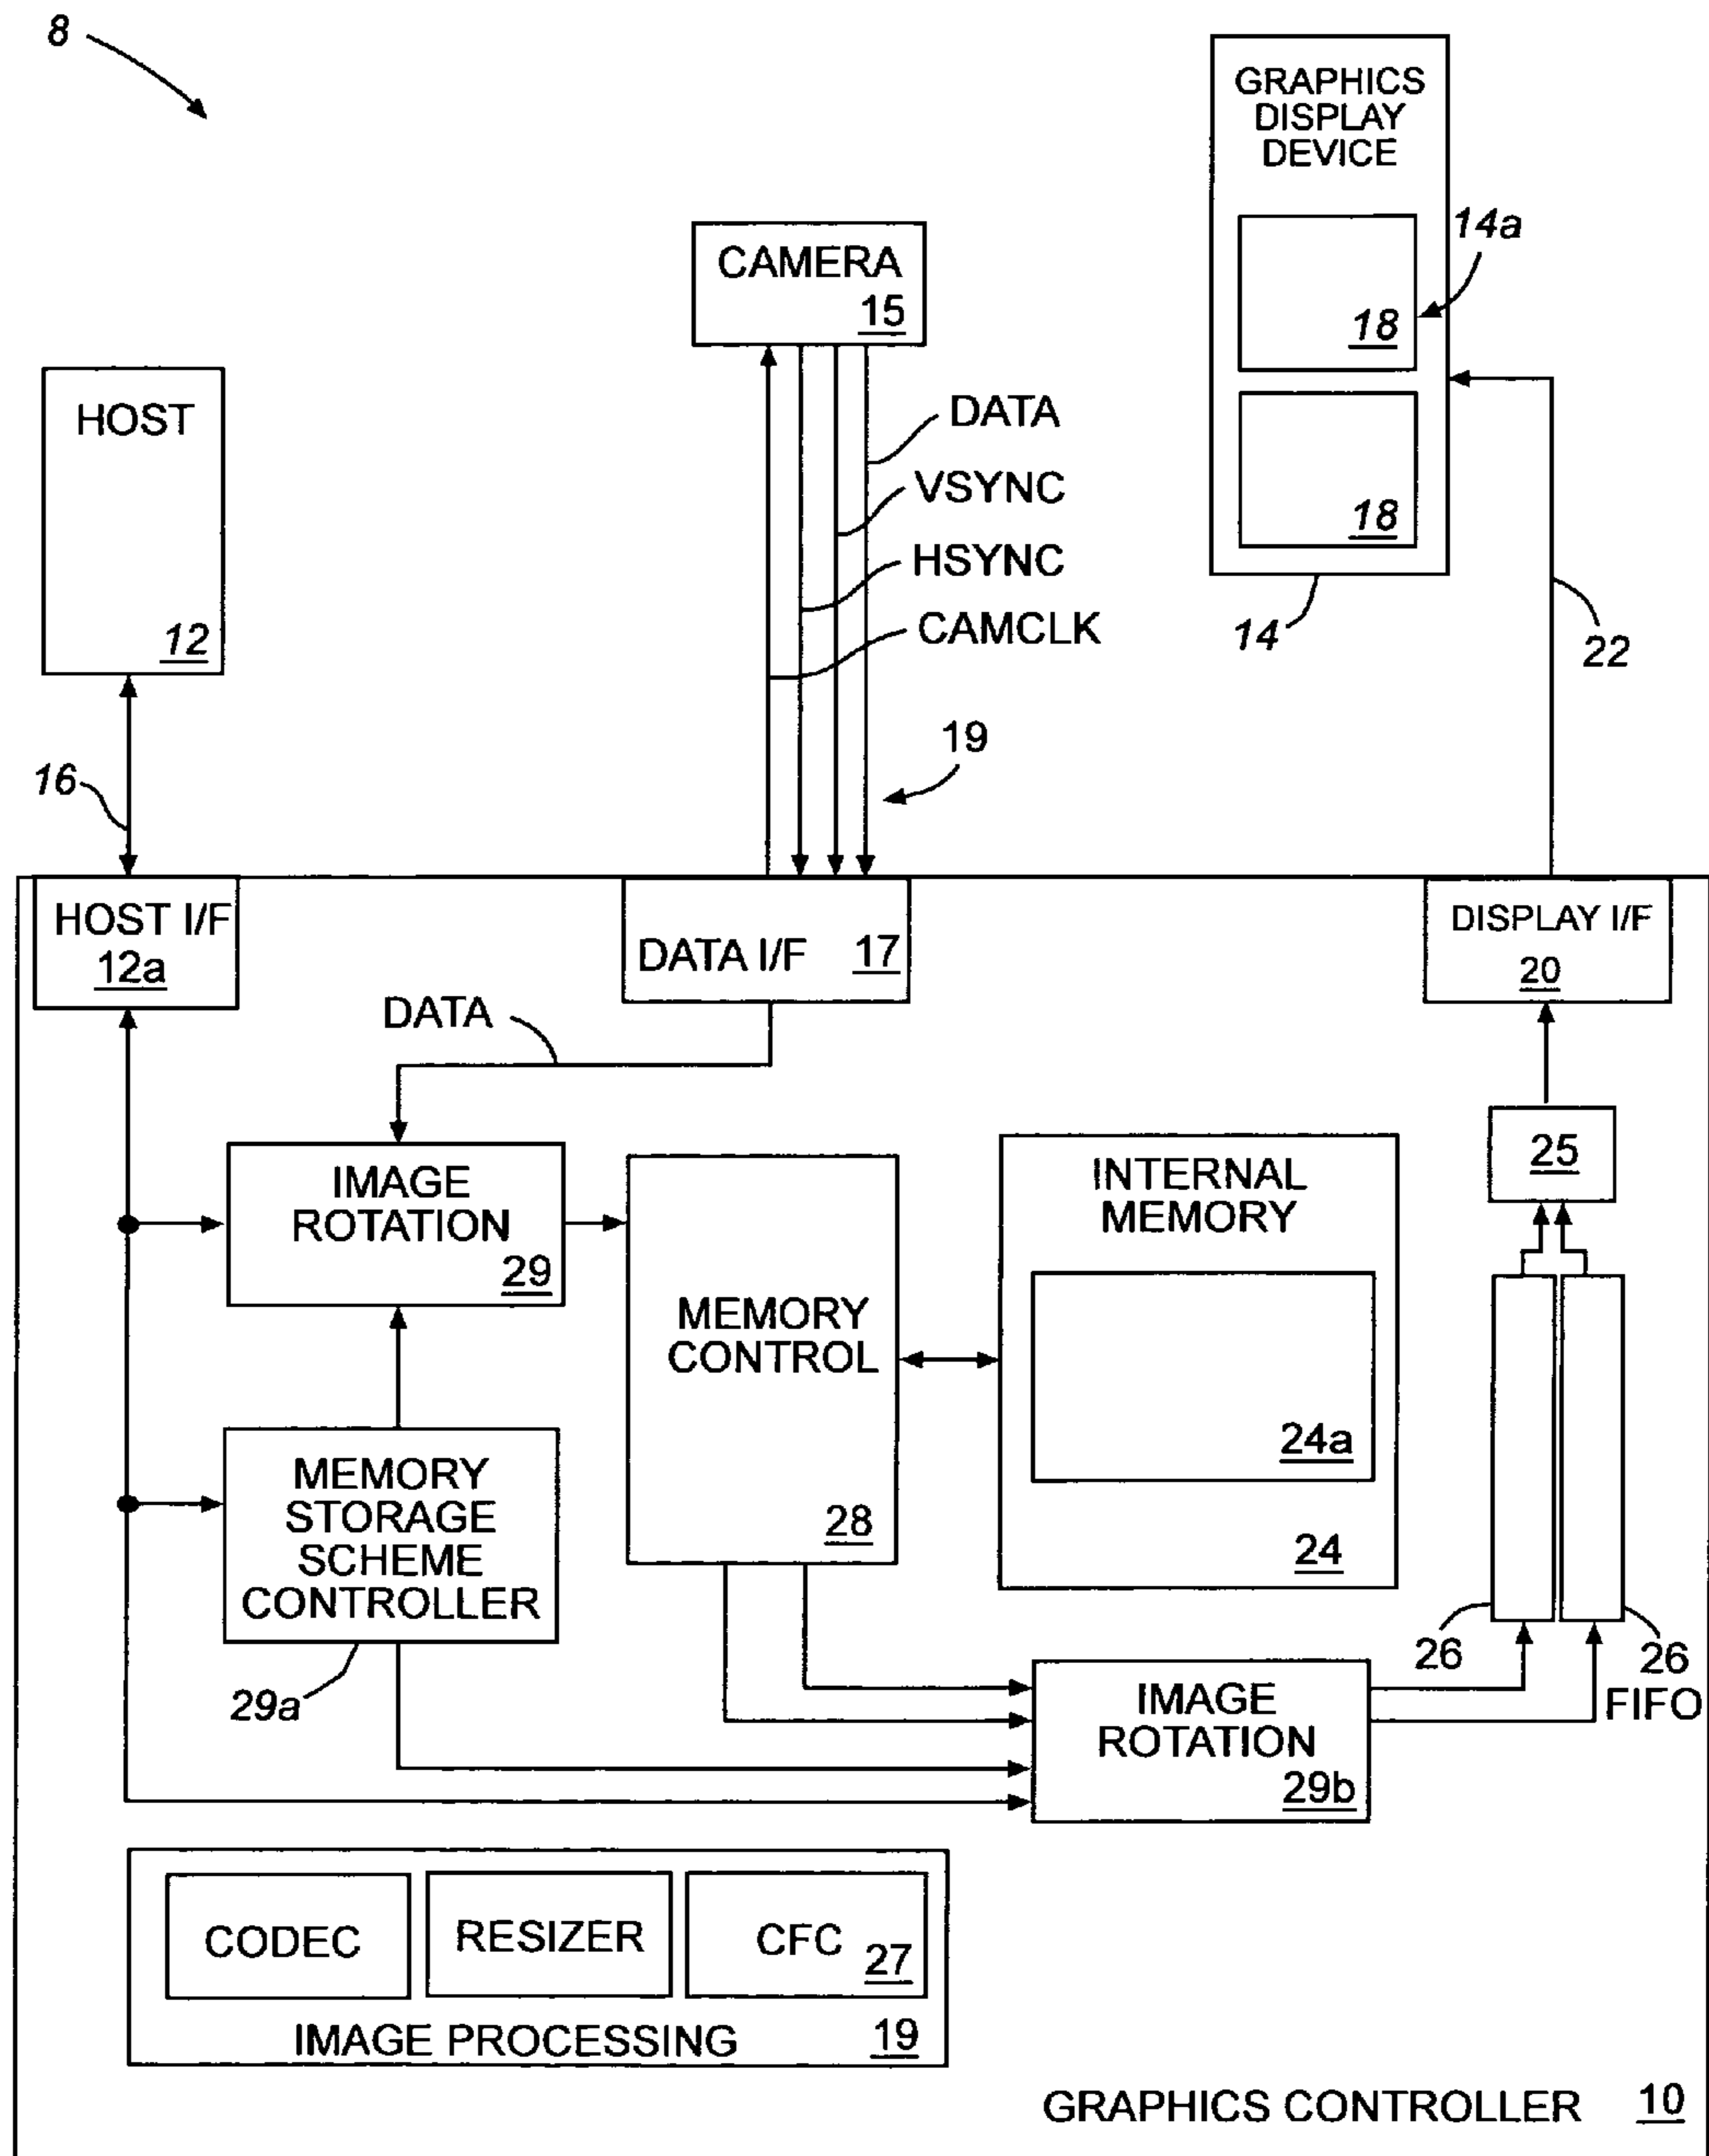 8
GRAPHICS
DISPLAY
DEVICE
14a
18
18
14
22
CAMERA
15
HOST
12
16
DATA
VSYNC
HSYNC
CAMCLK
19
HOST I/F
12a
DATA I/F
17
DISPLAY I/F
20
DATA
IMAGE
ROTATION
29
MEMORY
CONTROL
28
INTERNAL
MEMORY
24a
24
25
26
26
FIFO
MEMORY
STORAGE
SCHEME
CONTROLLER
29a
IMAGE
ROTATION
29b
CODEC
RESIZER
CFC
27
IMAGE PROCESSING
19
GRAPHICS CONTROLLER
10